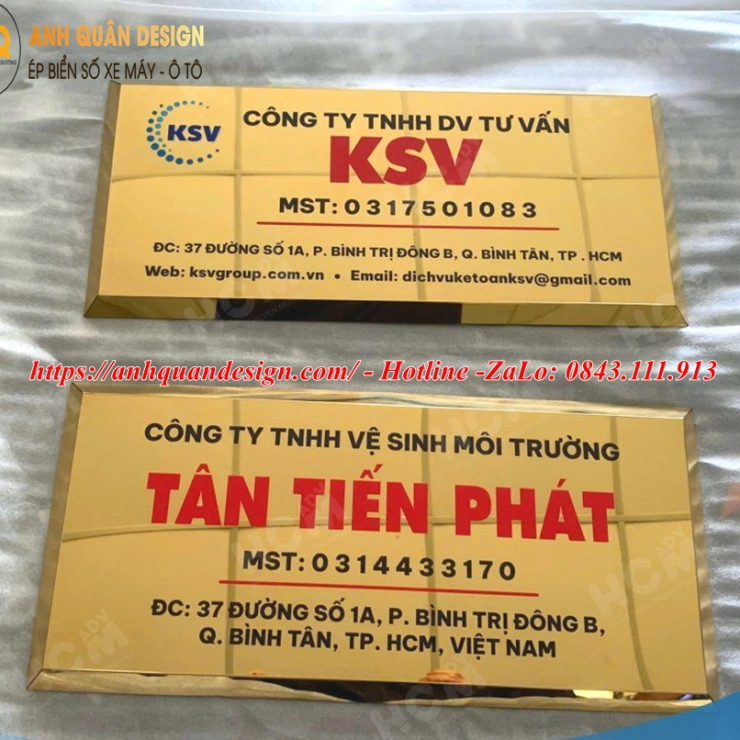 Q
ANH QUÂN DESIGN
ÉP BIỂN SỐ XE MÁY - Ô TÔ
KSV
CÔNG TY TNHH DV TƯ VẤN
KSV
MST: 0317501083
ĐC: 37 ĐƯỜNG SỐ 1A, P. BÌNH TRỊ ĐÔNG B, Q. BÌNH TÂN, TP . HCM
Web: ksvgroup.com.vn • Email: dichvuketoanksv@gmail.com
https://anhquandesign.com/ - Hotline -ZaLo: 0843.111.913
CÔNG TY TNHH VỆ SINH MÔI TRƯỜNG
TÂN TIẾN PHÁT
MST: 0314433170
ĐC: 37 ĐƯỜNG SỐ 1A, P. BÌNH TRỊ ĐÔNG B,
Q. BÌNH TÂN, TP. HCM, VIỆT NAM
HCM ADV